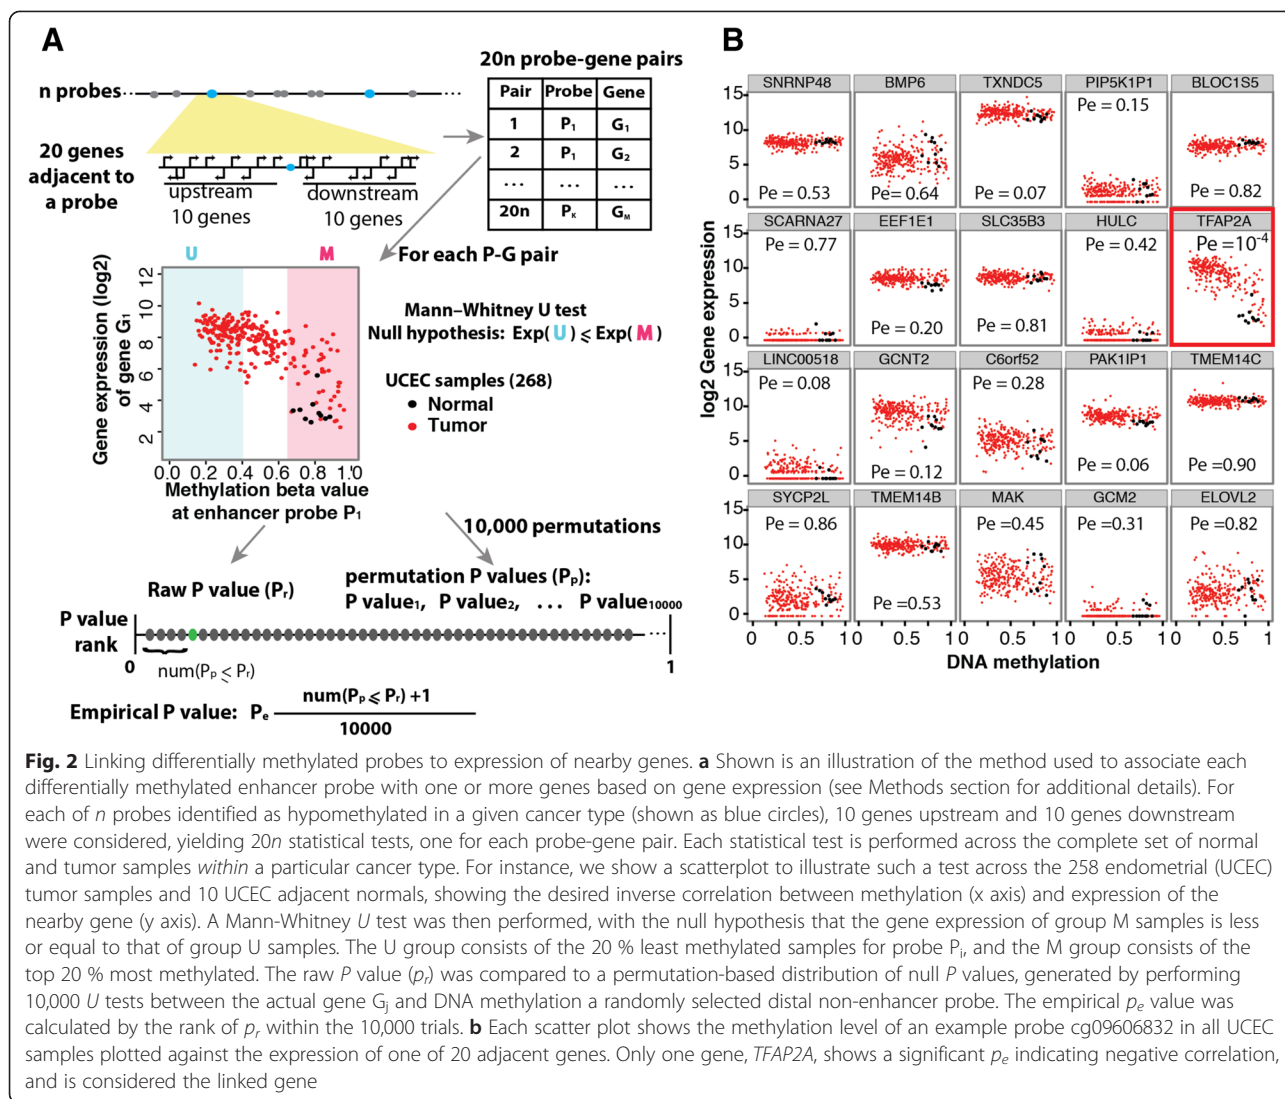 A
n probes
20 genes
adjacent to
a probe
upstream
10 genes
downstream
10 genes
20n probe-gene pairs
Pair Probe Gene
1 P1 G1
2 P1 G2
... ... ...
20n PK GM
For each P-G pair
U M
Gene expression (log2)
of gene G1
12
10
8
6
4
2
0.0 0.2 0.4 0.6 0.8 1.0
Methylation beta value
at enhancer probe P1
Mann–Whitney U test
Null hypothesis: Exp(U) ⩽ Exp(M)
UCEC samples (268)
Normal
Tumor
10,000 permutations
Raw P value (Pr)
permutation P values (Pp):
P value1, P value2, ... P value10000
P value
rank
0 1
num(Pp ⩽ Pr)
Empirical P value: Pe num(Pp ⩽ Pr) +1
10000
B
log2 Gene expression
SNRNP48 BMP6 TXNDC5 PIP5K1P1 BLOC1S5
15
10
5
0
Pe = 0.53 Pe= 0.64 Pe = 0.07 Pe = 0.15 Pe = 0.82
SCARNA27 EEF1E1 SLC35B3 HULC TFAP2A
15
10
5
0
Pe = 0.77 Pe = 0.20 Pe = 0.81 Pe = 0.42 Pe =10-4
LINC00518 GCNT2 C6orf52 PAK1IP1 TMEM14C
15
10
5
0
Pe = 0.08 Pe = 0.12 Pe = 0.28 Pe = 0.06 Pe =0.90
SYCP2L TMEM14B MAK GCM2 ELOVL2
15
10
5
0
Pe = 0.86 Pe =0.53 Pe =0.45 Pe =0.31 Pe =0.82
0 0.5 1 0 0.5 1 0 0.5 1 0 0.5 1 0 0.5 1
DNA methylation
Fig. 2 Linking differentially methylated probes to expression of nearby genes. a Shown is an illustration of the method used to associate each
differentially methylated enhancer probe with one or more genes based on gene expression (see Methods section for additional details). For
each of n probes identified as hypomethylated in a given cancer type (shown as blue circles), 10 genes upstream and 10 genes downstream
were considered, yielding 20n statistical tests, one for each probe-gene pair. Each statistical test is performed across the complete set of normal
and tumor samples within a particular cancer type. For instance, we show a scatterplot to illustrate such a test across the 258 endometrial (UCEC)
tumor samples and 10 UCEC adjacent normals, showing the desired inverse correlation between methylation (x axis) and expression of the
nearby gene (y axis). A Mann-Whitney U test was then performed, with the null hypothesis that the gene expression of group M samples is less
or equal to that of group U samples. The U group consists of the 20 % least methylated samples for probe Pi, and the M group consists of the
top 20 % most methylated. The raw P value (pr) was compared to a permutation-based distribution of null P values, generated by performing
10,000 U tests between the actual gene Gj and DNA methylation a randomly selected distal non-enhancer probe. The empirical pe value was
calculated by the rank of pr within the 10,000 trials. b Each scatter plot shows the methylation level of an example probe cg09606832 in all UCEC
samples plotted against the expression of one of 20 adjacent genes. Only one gene, TFAP2A, shows a significant pe indicating negative correlation,
and is considered the linked gene